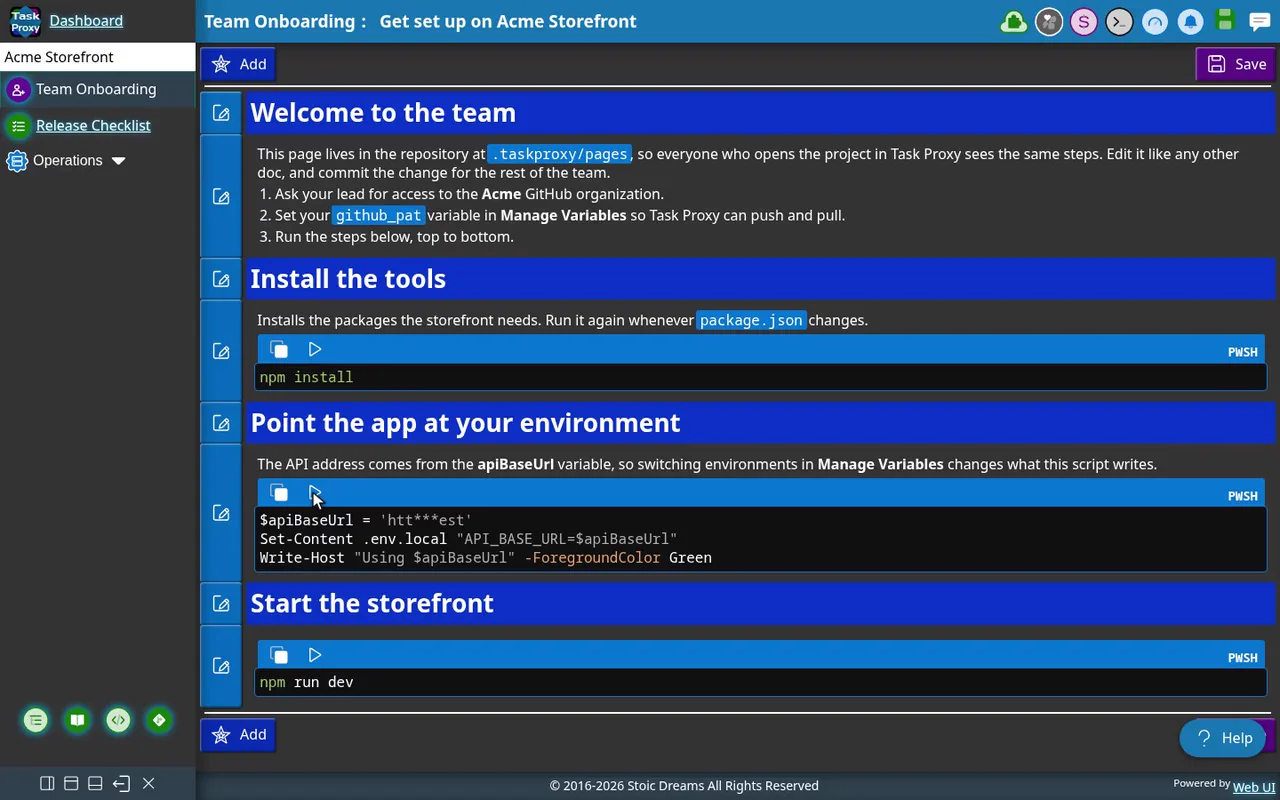 Task Proxy
Dashboard
Team Onboarding : Get set up on Acme Storefront
S
Acme Storefront
Team Onboarding
Release Checklist
Operations
Add
Save
Welcome to the team
This page lives in the repository at .taskproxy/pages, so everyone who opens the project in Task Proxy sees the same steps. Edit it like any other
doc, and commit the change for the rest of the team.
1. Ask your lead for access to the Acme GitHub organization.
2. Set your github_pat variable in Manage Variables so Task Proxy can push and pull.
3. Run the steps below, top to bottom.
Install the tools
Installs the packages the storefront needs. Run it again whenever package.json changes.
PWSH
npm install
Point the app at your environment
The API address comes from the apiBaseUrl variable, so switching environments in Manage Variables changes what this script writes.
PWSH
$apiBaseUrl = 'htt***est'
Set-Content .env.local "API_BASE_URL=$apiBaseUrl"
Write-Host "Using $apiBaseUrl" -ForegroundColor Green
Start the storefront
PWSH
npm run dev
Add
Help
© 2016-2026 Stoic Dreams All Rights Reserved
Powered by Web UI